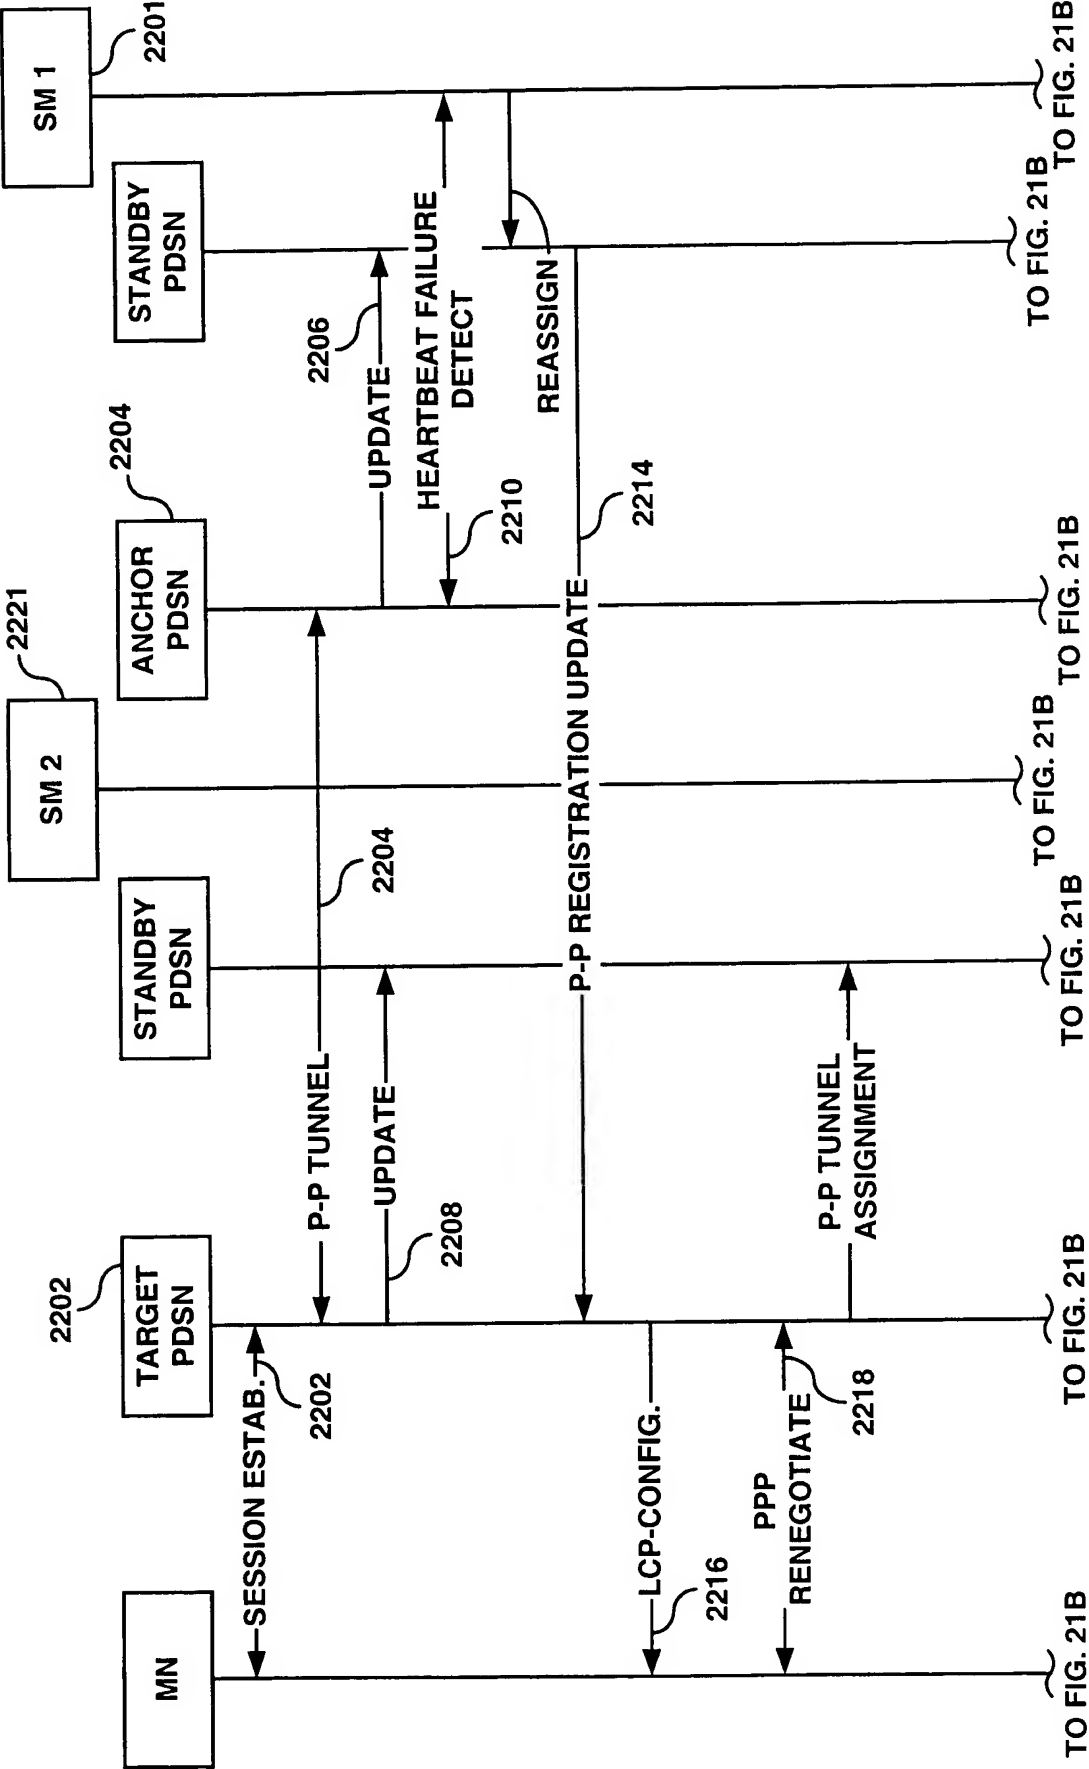 SM 1
2201
SM 2
2221
MN
TARGET
PDSN
2202
STANDBY
PDSN
ANCHOR
PDSN
2204
STANDBY
PDSN
SESSION ESTAB.
2202
P-P TUNNEL
2204
UPDATE
2208
UPDATE
2206
HEARTBEAT FAILURE
DETECT
2210
REASSIGN
P-P REGISTRATION UPDATE
2214
LCP-CONFIG.
2216
PPP
RENEGOTIATE
2218
P-P TUNNEL
ASSIGNMENT
TO FIG. 21B
TO FIG. 21B
TO FIG. 21B
TO FIG. 21B
TO FIG. 21B
TO FIG. 21B
TO FIG. 21B